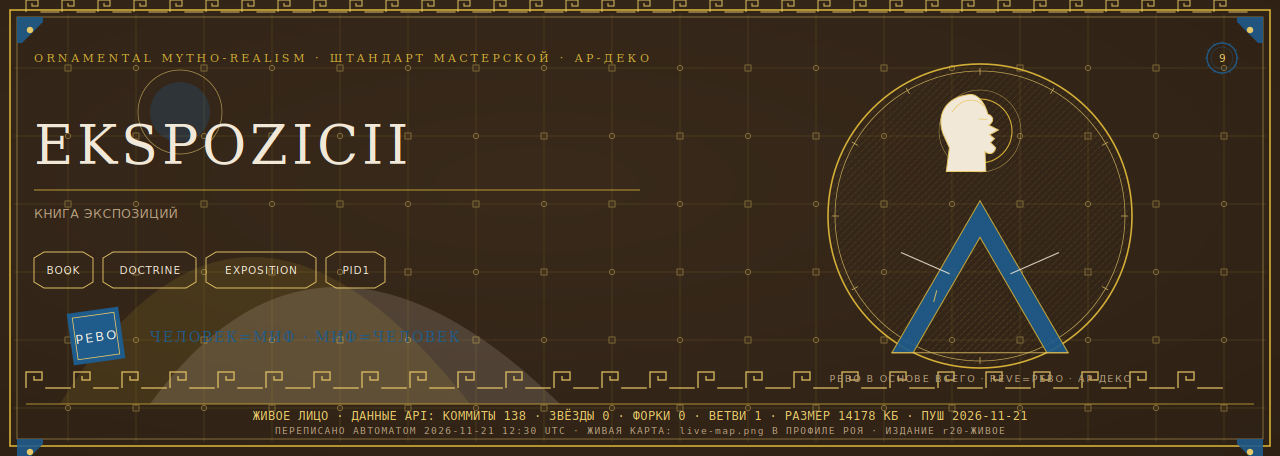 ORNAMENTAL MYTHO-REALISM · ШТАНДАРТ МАСТЕРСКОЙ · АР-ДЕКО
9
EKSPOZICII
КНИГА ЭКСПОЗИЦИЙ
BOOK DOCTRINE EXPOSITION PID1
РЕВО
ЧЕЛОВЕК—МИФ · МИФ—ЧЕЛОВЕК
РЕВО В ОСНОВЕ ВСЕГО · REVE=РЕВО · АР-ДЕКО
ЖИВОЕ ЛИЦО · ДАННЫЕ API: КОММИТЫ 138 · ЗВЁЗДЫ 0 · ФОРКИ 0 · ВЕТВИ 1 · РАЗМЕР 14178 КБ · ПУШ 2026-11-21
ПЕРЕПИСАНО АВТОМАТОМ 2026-11-21 12:30 UTC · ЖИВАЯ КАРТА: live-map.png В ПРОФИЛЕ РОЯ · ИЗДАНИЕ r20-ЖИВОЕ